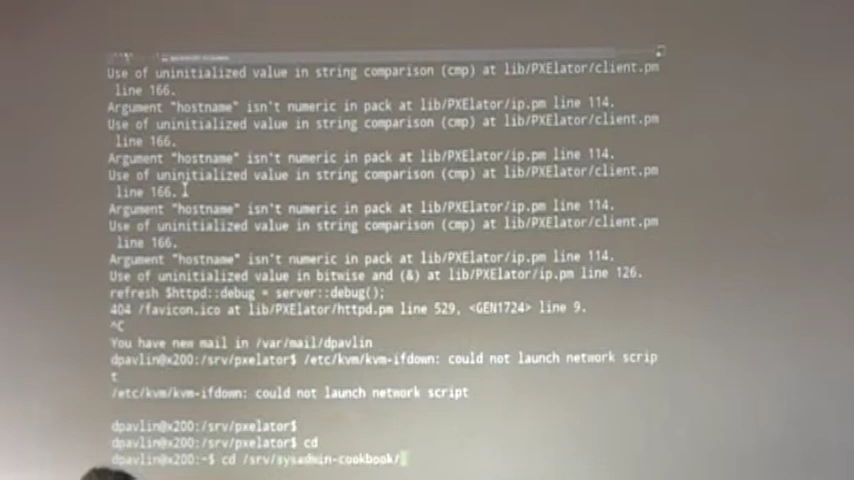 Use of uninitialized value in string comparison (cmp) at lib/PXElator/client.pm
line 166.
Argument "hostname" isn't numeric in pack at lib/PXElator/ip.pm line 114.
Use of uninitialized value in string comparison (cmp) at lib/PXElator/client.pm
line 166.
Argument "hostname" isn't numeric in pack at lib/PXElator/ip.pm line 114.
Use of uninitialized value in string comparison (cmp) at lib/PXElator/client.pm
line 166.
Argument "hostname" isn't numeric in pack at lib/PXElator/ip.pm line 114.
Use of uninitialized value in string comparison (cmp) at lib/PXElator/client.pm
line 166.
Argument "hostname" isn't numeric in pack at lib/PXElator/ip.pm line 114.
Use of uninitialized value in bitwise and (&) at lib/PXElator/ip.pm line 126.
refresh $httpd::debug = server::debug();
404 /favicon.ico at lib/PXElator/httpd.pm line 529, <GEN1724> line 9.
^C
You have new mail in /var/mail/dpavlin
dpavlin@x200:/srv/pxelator$ /etc/kvm/kvm-ifdown: could not launch network scrip
t
/etc/kvm/kvm-ifdown: could not launch network script
dpavlin@x200:/srv/pxelator$
dpavlin@x200:/srv/pxelator$ cd
dpavlin@x200:~$ cd /srv/sysadmin-cookbook/